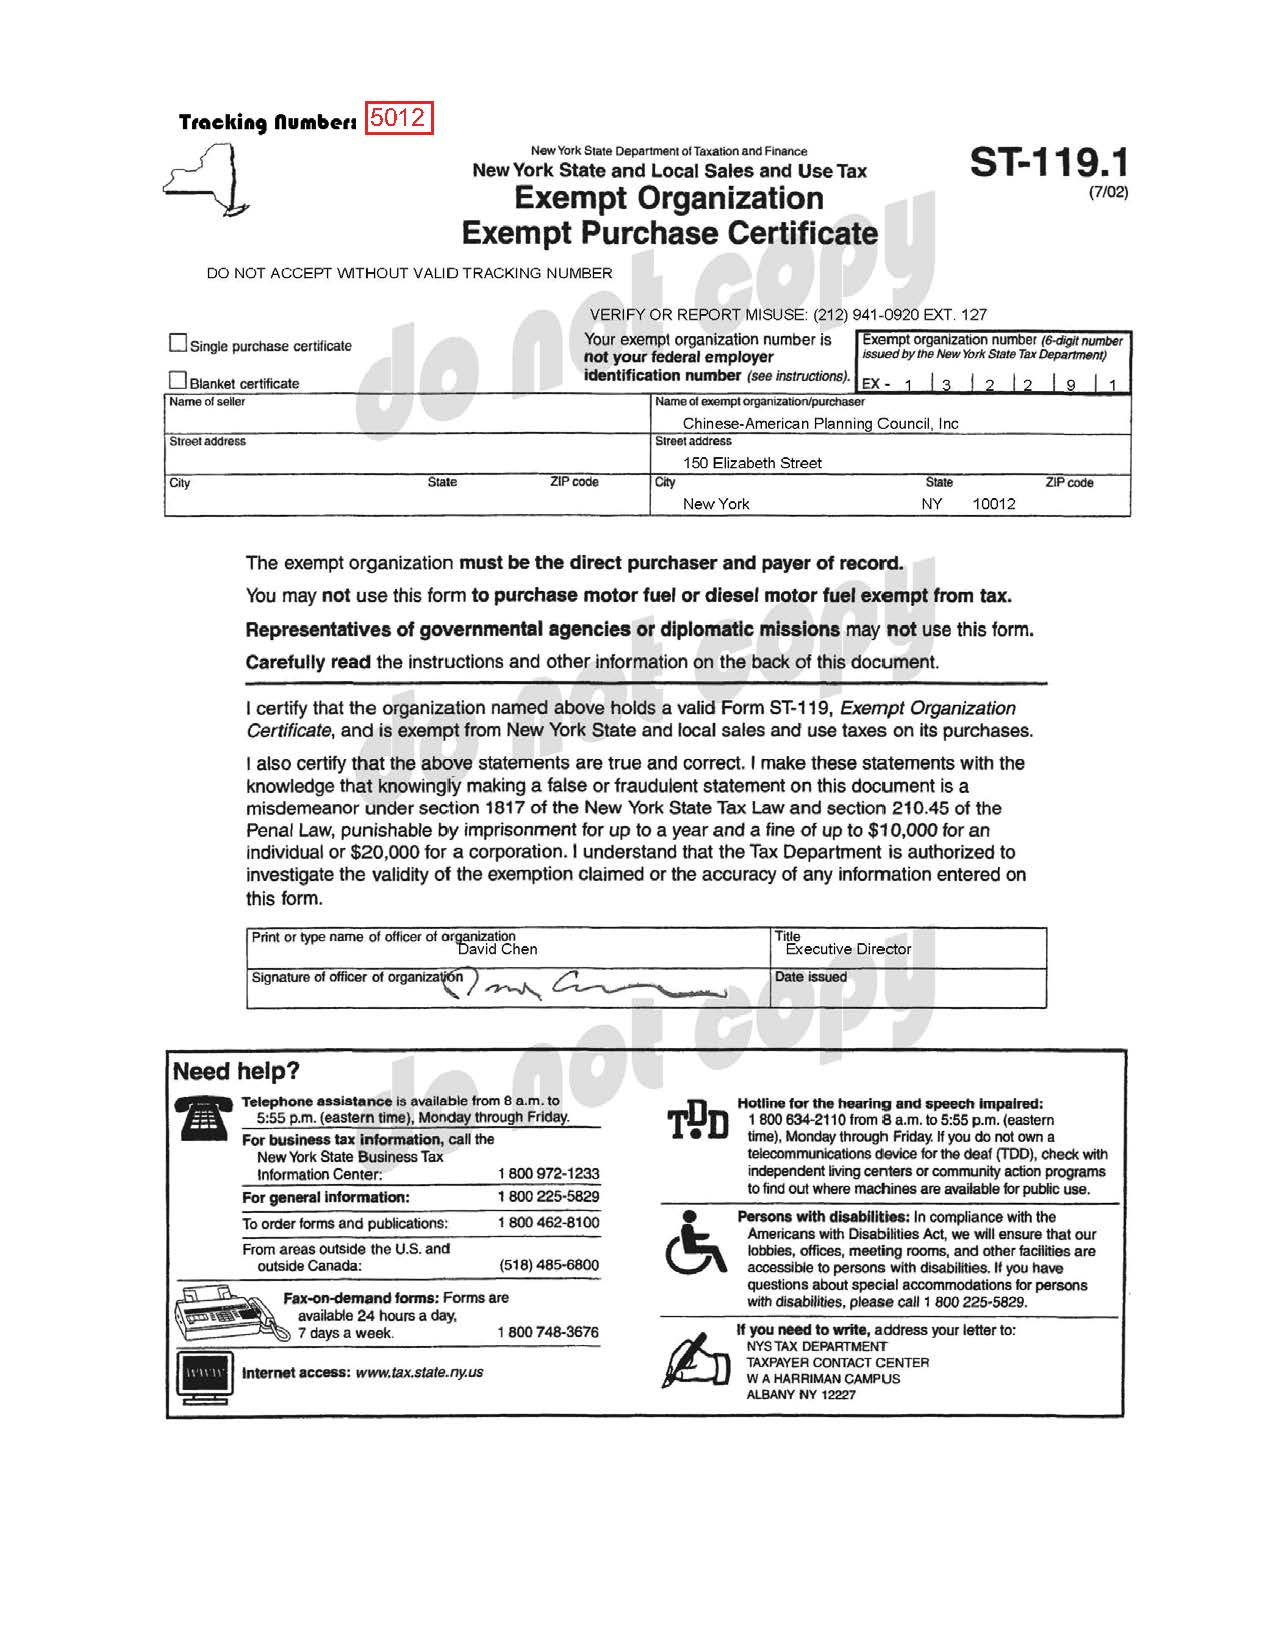 Tracking Number: 5012
New York State Department of Taxation and Finance
New York State and Local Sales and Use Tax
Exempt Organization
Exempt Purchase Certificate
ST-119.1
(7/02)
DO NOT ACCEPT WITHOUT VALID TRACKING NUMBER
do not copy
VERIFY OR REPORT MISUSE: (212) 941-0920 EXT. 127
Single purchase certificate
Blanket certificate
Your exempt organization number is
not your federal employer
identification number (see instructions).
Exempt organization number (6-digit number
issued by the New York State Tax Department)
EX - 1 3 2 2 9 1
Name of seller
Name of exempt organization/purchaser
Chinese-American Planning Council, Inc
Street address
Street address
150 Elizabeth Street
City State ZIP code
City State ZIP code
New York NY 10012
The exempt organization must be the direct purchaser and payer of record.
You may not use this form to purchase motor fuel or diesel motor fuel exempt from tax.
Representatives of governmental agencies or diplomatic missions may not use this form.
Carefully read the instructions and other information on the back of this document.
do not copy
I certify that the organization named above holds a valid Form ST-119, Exempt Organization
Certificate, and is exempt from New York State and local sales and use taxes on its purchases.
I also certify that the above statements are true and correct. I make these statements with the
knowledge that knowingly making a false or fraudulent statement on this document is a
misdemeanor under section 1817 of the New York State Tax Law and section 210.45 of the
Penal Law, punishable by imprisonment for up to a year and a fine of up to $10,000 for an
individual or $20,000 for a corporation. I understand that the Tax Department is authorized to
investigate the validity of the exemption claimed or the accuracy of any information entered on
this form.
Print or type name of officer of organization
David Chen
Title
Executive Director
Signature of officer of organization
Date issued
do not copy
Need help?
Telephone assistance is available from 8 a.m. to
5:55 p.m. (eastern time), Monday through Friday.
For business tax information, call the
New York State Business Tax
Information Center: 1 800 972-1233
For general information: 1 800 225-5829
To order forms and publications: 1 800 462-8100
From areas outside the U.S. and
outside Canada: (518) 485-6800
Fax-on-demand forms: Forms are
available 24 hours a day,
7 days a week. 1 800 748-3676
Internet access: www.tax.state.ny.us
TDD
Hotline for the hearing and speech impaired:
1 800 634-2110 from 8 a.m. to 5:55 p.m. (eastern
time), Monday through Friday. If you do not own a
telecommunications device for the deaf (TDD), check with
independent living centers or community action programs
to find out where machines are available for public use.
Persons with disabilities: In compliance with the
Americans with Disabilities Act, we will ensure that our
lobbies, offices, meeting rooms, and other facilities are
accessible to persons with disabilities. If you have
questions about special accommodations for persons
with disabilities, please call 1 800 225-5829.
If you need to write, address your letter to:
NYS TAX DEPARTMENT
TAXPAYER CONTACT CENTER
W A HARRIMAN CAMPUS
ALBANY NY 12227